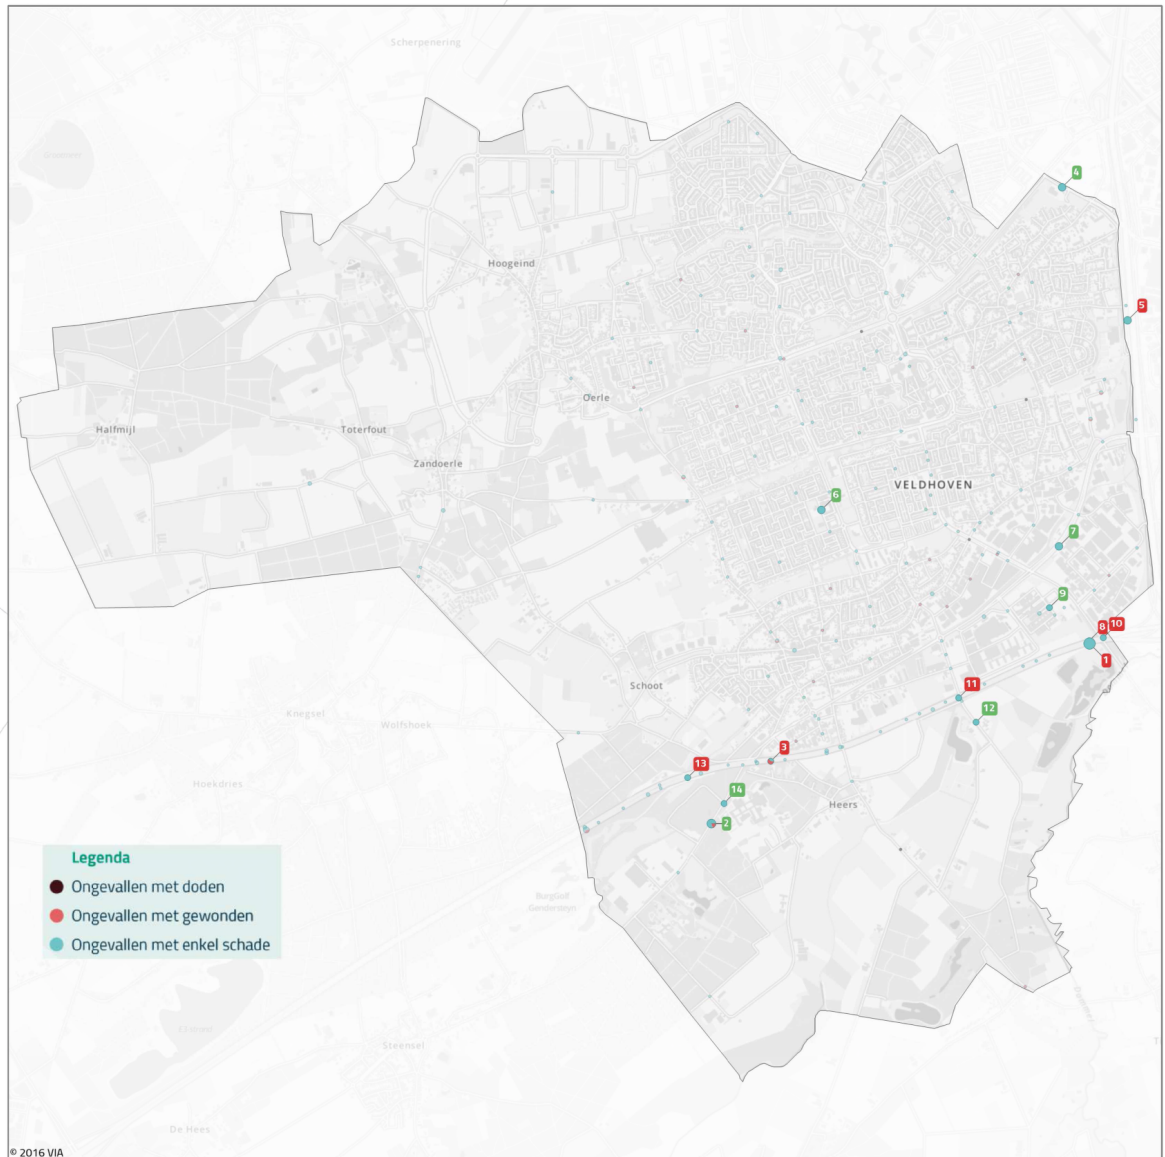 Scherpenering
4
Hoogeind
5
Oerle
Halfmijl
Toterfout
Zandoerle
VELDHOVEN
6
7
9
8
10
1
Schoot
11
Knegsel
12
Wolfshoek
3
13
Hoekdries
14
Heers
2
Legenda
Ongevallen met doden
Ongevallen met gewonden
Ongevallen met enkel schade
Steensel
De Hees
© 2016 VIA